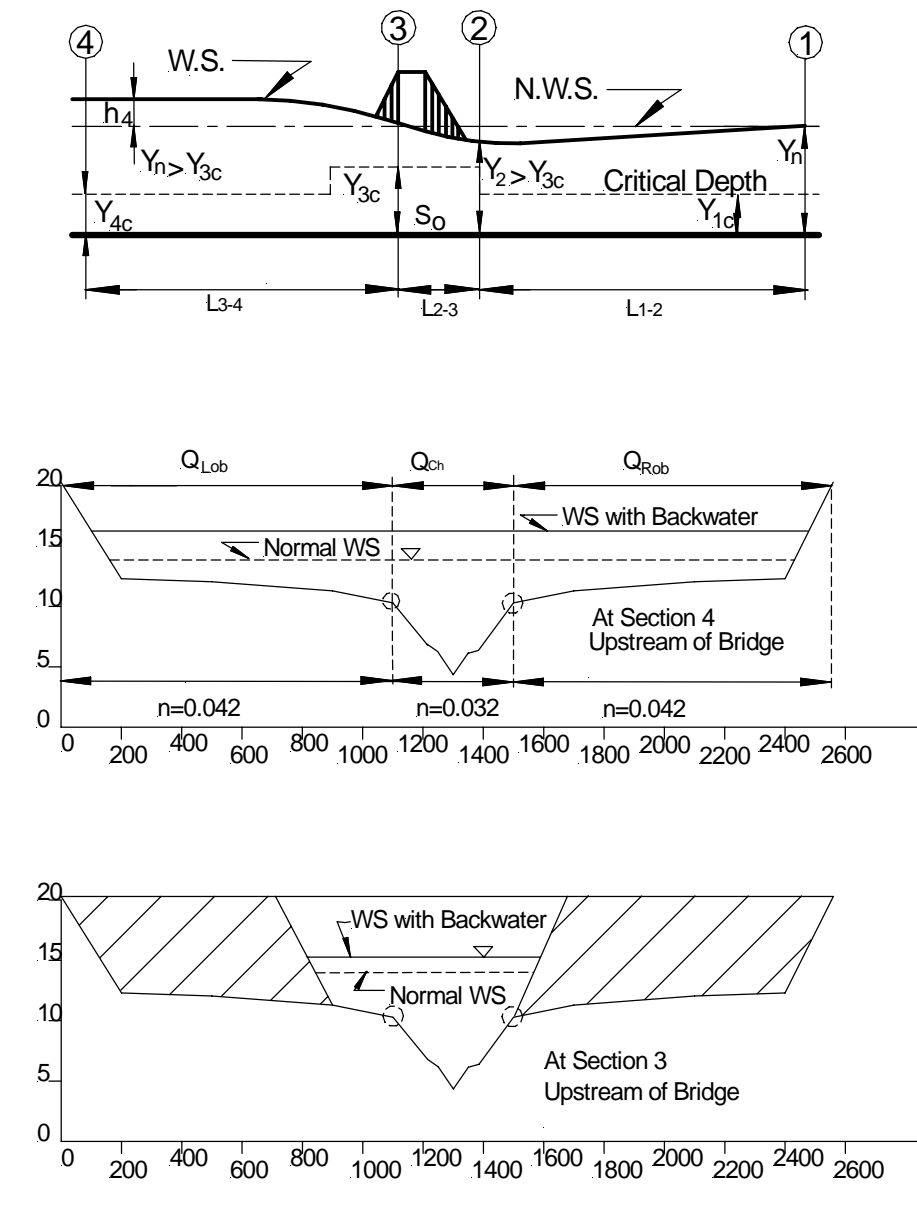 4
3
2
1
W.S.
N.W.S.
h4
Yn>Y3c
Y3c
Y2>Y3c
Yn
Critical Depth
Y4c
So
Y1c
L3-4
L2-3
L1-2
QLob
QCh
QRob
20
WS with Backwater
15
Normal WS
10
At Section 4
Upstream of Bridge
5
n=0.042
n=0.032
n=0.042
0
0 200 400 600 800 1000 1200 1400 1600 1800 2000 2200 2400 2600
20
WS with Backwater
15
Normal WS
10
At Section 3
5
Upstream of Bridge
0
0 200 400 600 800 1000 1200 1400 1600 1800 2000 2200 2400 2600